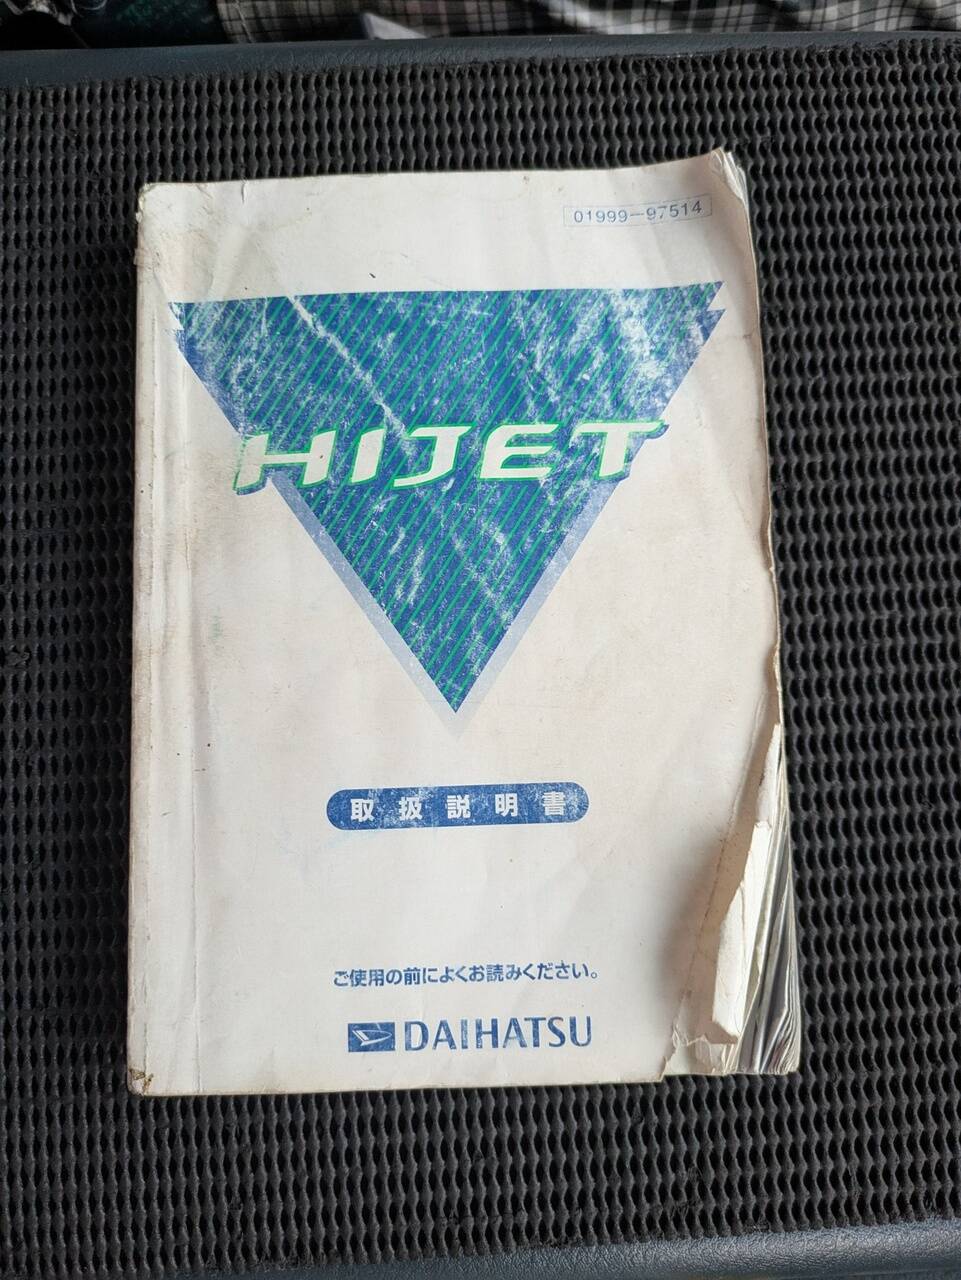 01999-97514
HIJET
取扱説明書
ご使用の前によくお読みください。
DAIHATSU